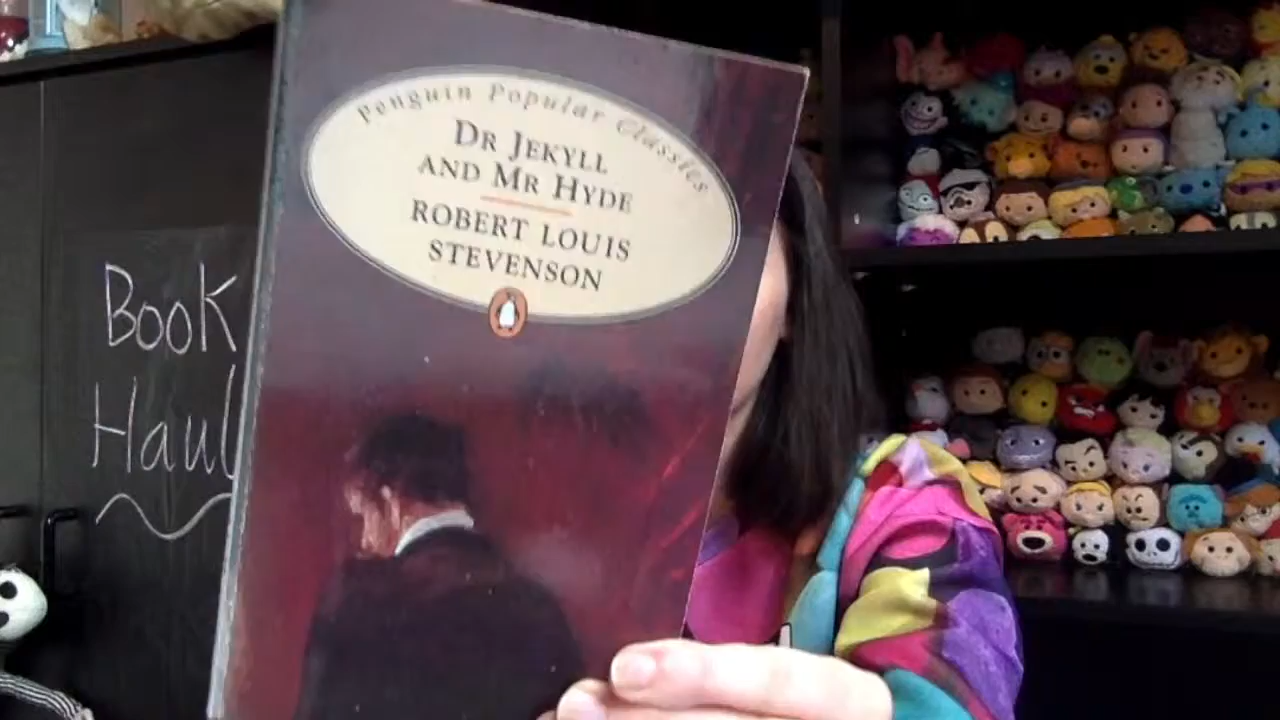 Penguin Popular Classics
DR JEKYLL
AND MR HYDE
ROBERT LOUIS
STEVENSON
Book
Haul